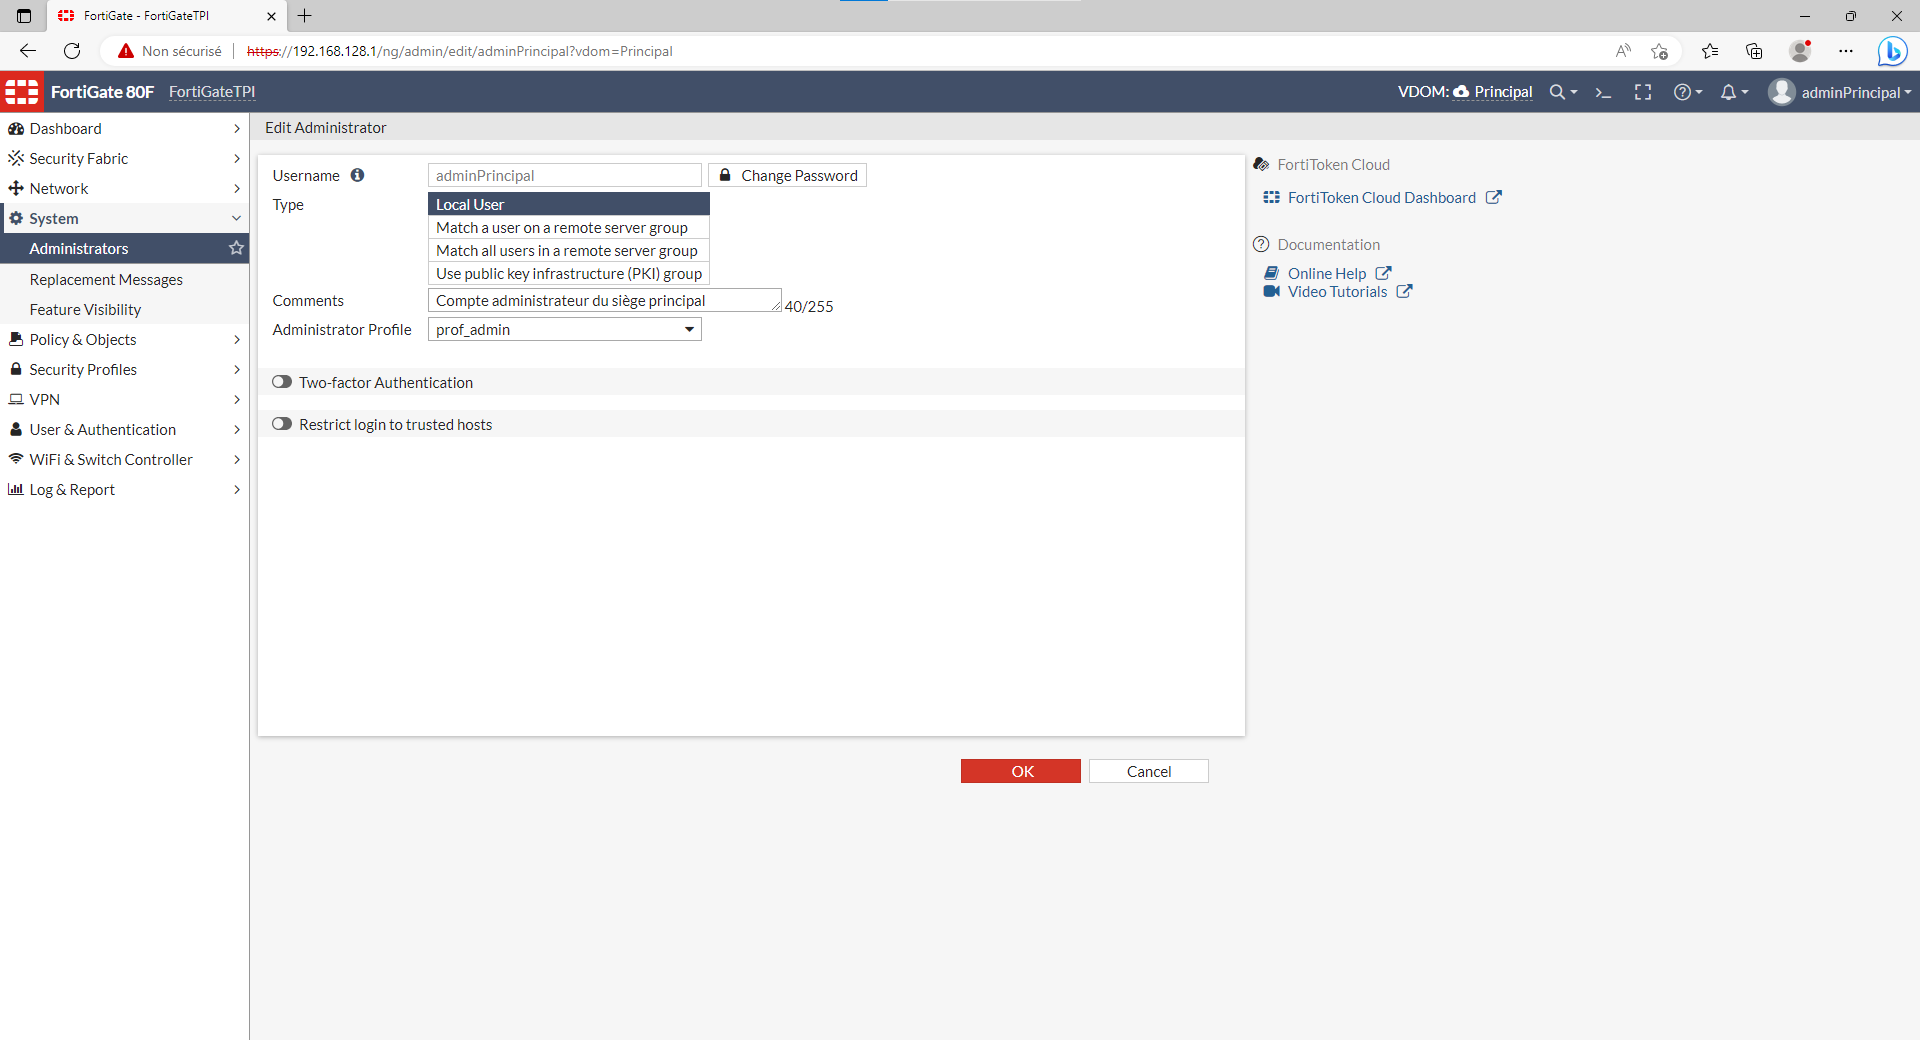 FortiGate - FortiGateTPI
Non sécurisé
https://192.168.128.1/ng/admin/edit/adminPrincipal?vdom=Principal
FortiGate 80F FortiGateTPI
VDOM: Principal
adminPrincipal
Dashboard
Security Fabric
Network
System
Administrators
Replacement Messages
Feature Visibility
Policy & Objects
Security Profiles
VPN
User & Authentication
WiFi & Switch Controller
Log & Report
Edit Administrator
Username adminPrincipal Change Password
Type Local User
Match a user on a remote server group
Match all users in a remote server group
Use public key infrastructure (PKI) group
Comments Compte administrateur du siège principal 40/255
Administrator Profile prof_admin
Two-factor Authentication
Restrict login to trusted hosts
OK Cancel
FortiToken Cloud
FortiToken Cloud Dashboard
Documentation
Online Help
Video Tutorials